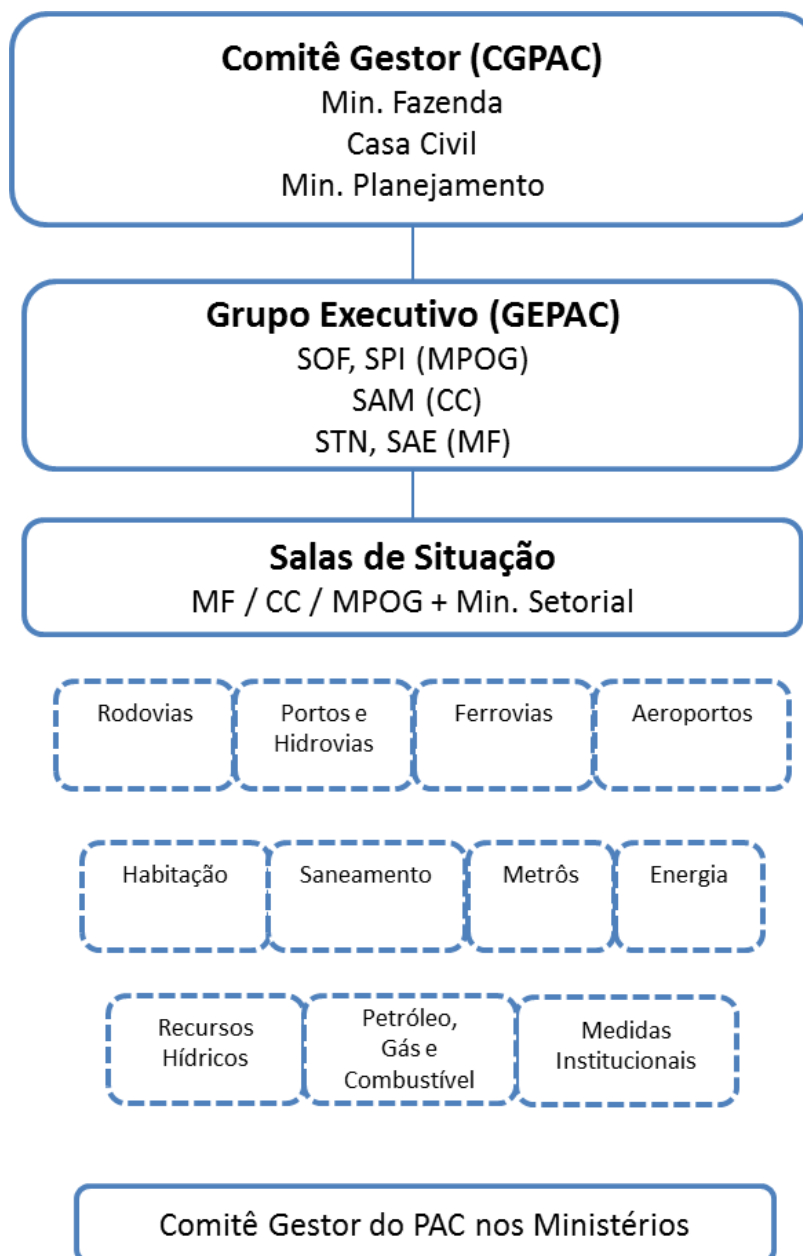 Comitê Gestor (CGPAC)
Min. Fazenda
Casa Civil
Min. Planejamento
Grupo Executivo (GEPAC)
SOF, SPI (MPOG)
SAM (CC)
STN, SAE (MF)
Salas de Situação
MF / CC / MPOG + Min. Setorial
Rodovias
Portos e
Hidrovias
Ferrovias
Aeroportos
Habitação
Saneamento
Metrôs
Energia
Recursos
Hídricos
Petróleo,
Gás e
Combustível
Medidas
Institucionais
Comitê Gestor do PAC nos Ministérios